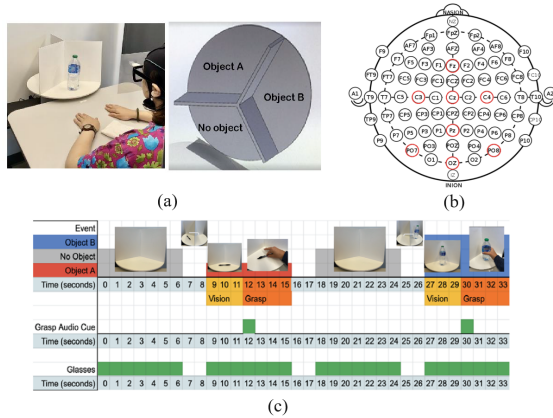 Object A
Object B
No object
(a)
NASION
NZ
Fp1 FpZ Fp2
AF7 AF3 AFZ AF4 AF8
F9 F7 F5 F3 F1 Fz F2 F4 F6 F8 F10
FT9 FT7 FC5 FC3 FC1 FCZ FC2 FC4 FC6 FT8
A1 T9 T7 C5 C3 C1 Cz C2 C4 C6 T8 T10 A2
TP9 TP7 CP5 CP3 CP1 CPZ CP2 CP4 CP6 CP8
P9 P7 P5 P3 P1 Pz P2 P4 P6 P8 P10
PO7 PO3 POZ PO4 PO8
O1 OZ O2
IZ
INION
(b)
Event
Object B
No Object
Object A
Time (seconds) 0 1 2 3 4 5 6 7 8 9 10 11 12 13 14 15 16 17 18 19 20 21 22 23 24 25 26 27 28 29 30 31 32 33
Vision Grasp Vision Grasp
Grasp Audio Cue
Time (seconds) 0 1 2 3 4 5 6 7 8 9 10 11 12 13 14 15 16 17 18 19 20 21 22 23 24 25 26 27 28 29 30 31 32 33
Glasses
Time (seconds) 0 1 2 3 4 5 6 7 8 9 10 11 12 13 14 15 16 17 18 19 20 21 22 23 24 25 26 27 28 29 30 31 32 33
(c)